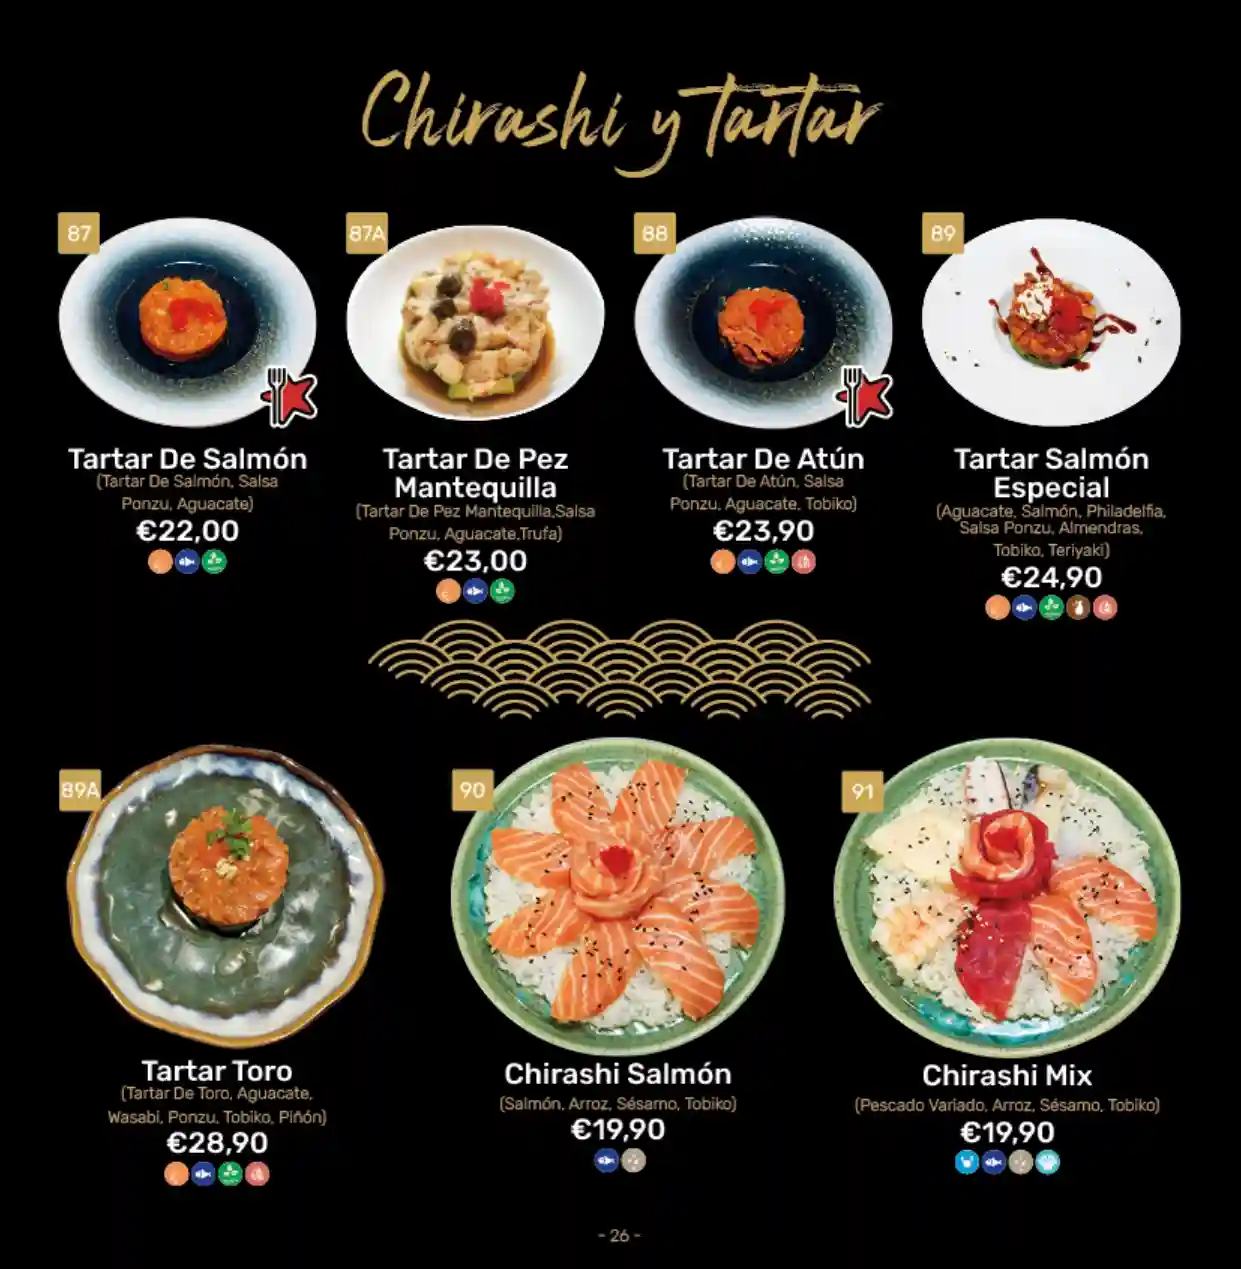 Chirashi y Tartar
87
Tartar De Salmón
(Tartar De Salmón, Salsa
Ponzu, Aguacate)
€22,00
87A
Tartar De Pez
Mantequilla
(Tartar De Pez Mantequilla,Salsa
Ponzu, Aguacate,Trufa)
€23,00
88
Tartar De Atún
(Tartar De Atún, Salsa
Ponzu, Aguacate, Tobiko)
€23,90
89
Tartar Salmón
Especial
(Aguacate, Salmón, Philadelfia,
Salsa Ponzu, Almendras,
Tobiko, Teriyaki)
€24,90
89A
Tartar Toro
(Tartar De Toro, Aguacate,
Wasabi, Ponzu, Tobiko, Piñón)
€28,90
90
Chirashi Salmón
(Salmón, Arroz, Sésamo, Tobiko)
€19,90
91
Chirashi Mix
(Pescado Variado, Arroz, Sésamo, Tobiko)
€19,90
- 26 -